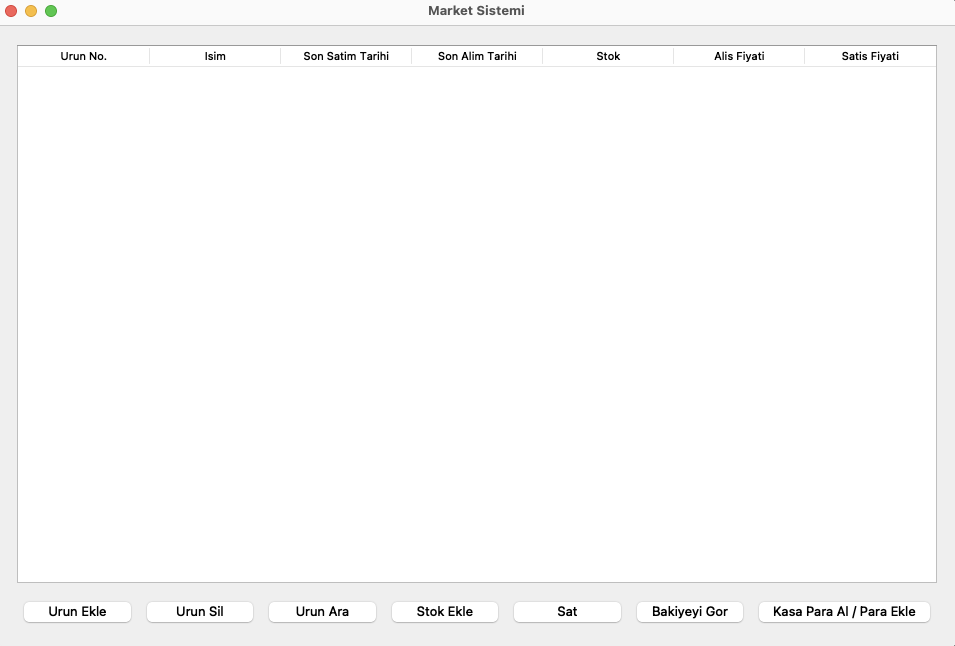 Market Sistemi
Urun No. Isim Son Satim Tarihi Son Alim Tarihi Stok Alis Fiyati Satis Fiyati
Urun Ekle Urun Sil Urun Ara Stok Ekle Sat Bakiyeyi Gor Kasa Para Al / Para Ekle